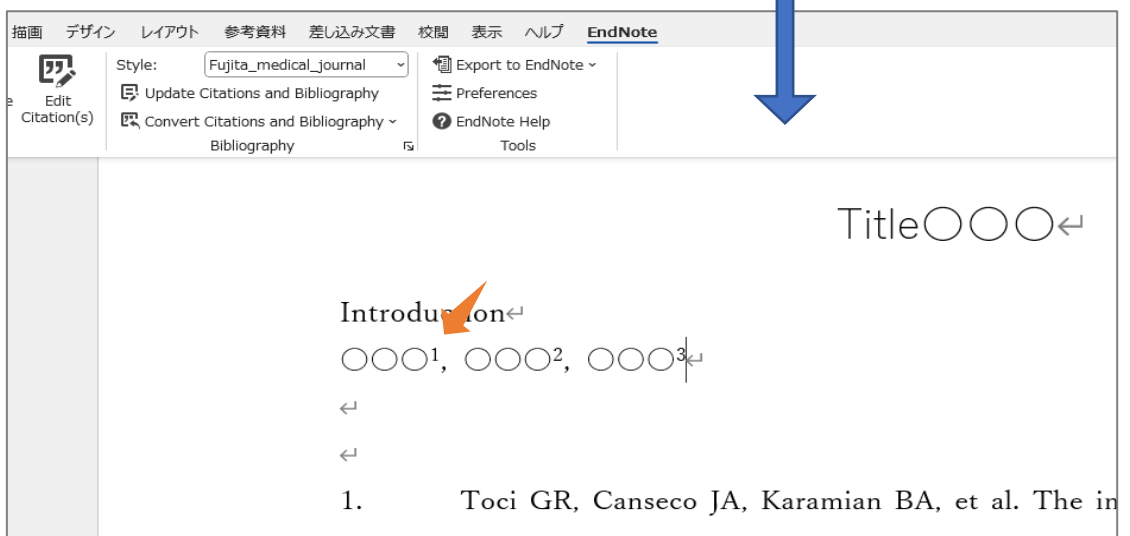 描画 デザイン レイアウト 参考資料 差し込み文書 校閲 表示 ヘルプ EndNote
Edit
Citation(s)
Style: Fujita_medical_journal
Update Citations and Bibliography
Convert Citations and Bibliography
Bibliography
Export to EndNote
Preferences
EndNote Help
Tools
Title〇〇〇↵
Introduction↵
〇〇〇¹, 〇〇〇², 〇〇〇³↵
↵
↵
1. Toci GR, Canseco JA, Karamian BA, et al. The in